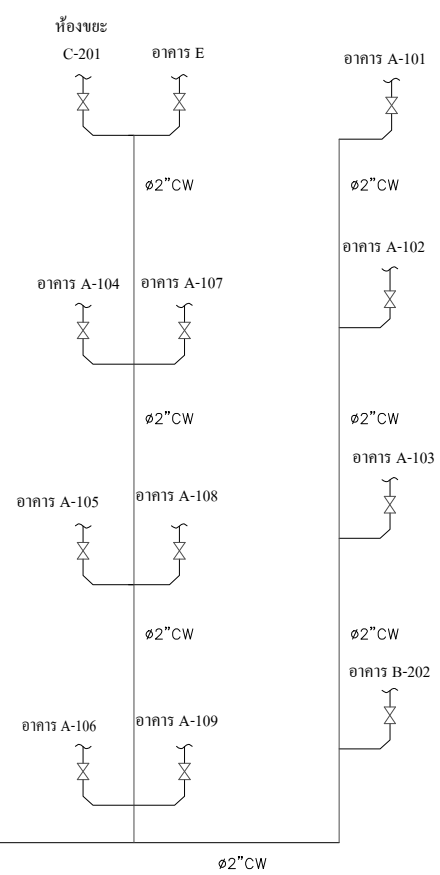 ห้องขยะ
C-201
อาคาร E
อาคาร A-101
ø2"CW
ø2"CW
อาคาร A-102
อาคาร A-104
อาคาร A-107
ø2"CW
ø2"CW
อาคาร A-103
อาคาร A-105
อาคาร A-108
ø2"CW
ø2"CW
อาคาร B-202
อาคาร A-106
อาคาร A-109
ø2"CW